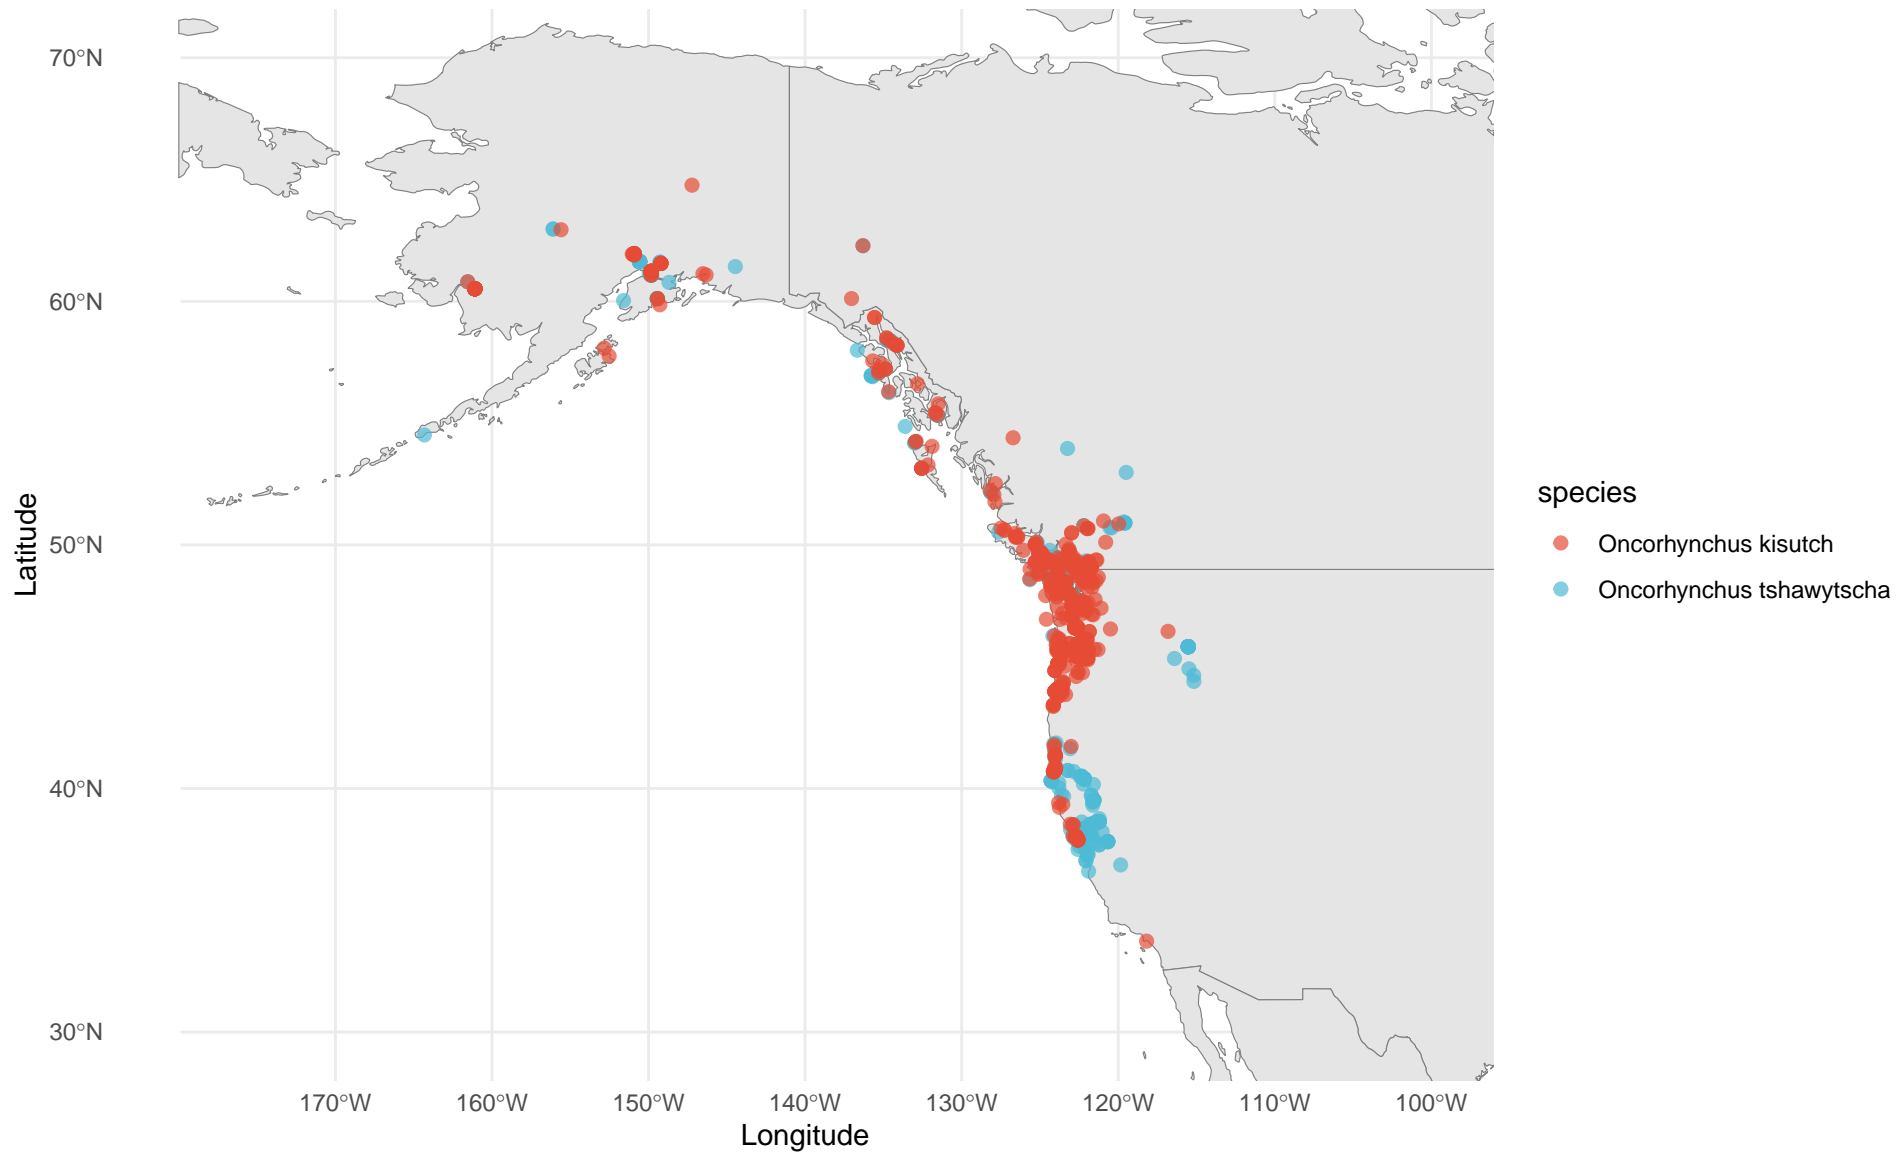 70°N
60°N
50°N
40°N
30°N
Latitude
170°W
160°W
150°W
140°W
130°W
120°W
110°W
100°W
Longitude
species
Oncorhynchus kisutch
Oncorhynchus tshawytscha